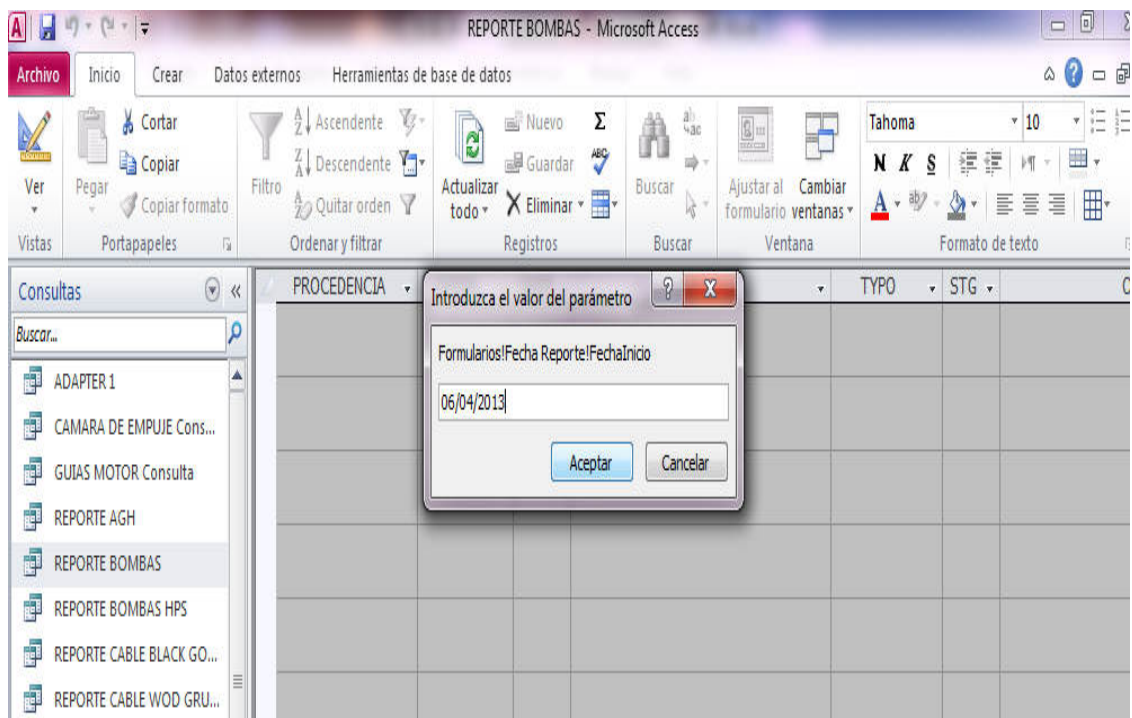 REPORTE BOMBAS - Microsoft Access
Archivo Inicio Crear Datos externos Herramientas de base de datos
Ver
Pegar
Cortar
Copiar
Copiar formato
Filtro
Ascendente
Descendente
Quitar orden
Actualizar todo
Nuevo
Guardar
Eliminar
Buscar
Ajustar al formulario
Cambiar ventanas
Tahoma 10
N K S
Vistas Portapapeles Ordenar y filtrar Registros Buscar Ventana Formato de texto
Consultas
Buscar...
ADAPTER 1
CAMARA DE EMPUJE Cons...
GUIAS MOTOR Consulta
REPORTE AGH
REPORTE BOMBAS
REPORTE BOMBAS HPS
REPORTE CABLE BLACK GO...
REPORTE CABLE WOD GRU...
PROCEDENCIA TYPO STG
Introduzca el valor del parámetro
Formularios!Fecha Reporte!FechaInicio
06/04/2013
Aceptar Cancelar